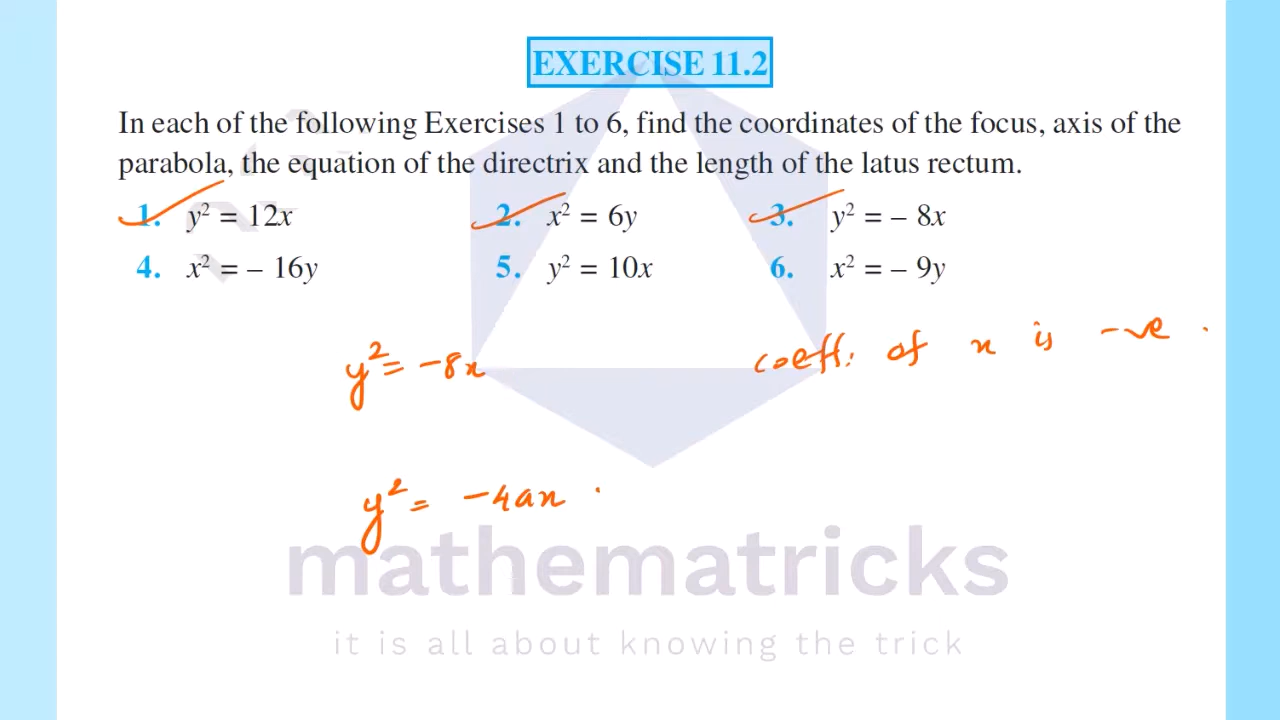 EXERCISE 11.2
In each of the following Exercises 1 to 6, find the coordinates of the focus, axis of the
parabola, the equation of the directrix and the length of the latus rectum.
1. y² = 12x 2. x² = 6y 3. y² = – 8x
4. x² = – 16y 5. y² = 10x 6. x² = – 9y
y² = -8x coeff. of x is -ve.
y² = -4ax.
mathematricks
it is all about knowing the trick